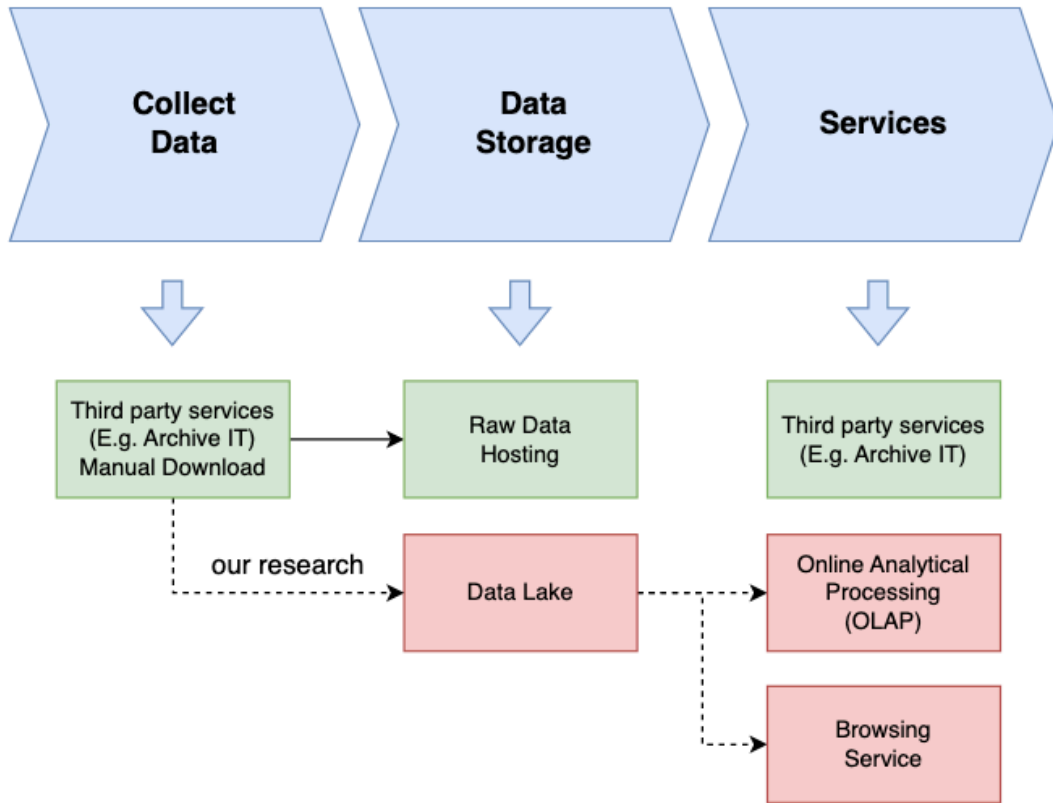 Collect
Data
Data
Storage
Services
Third party services
(E.g. Archive IT)
Manual Download
Raw Data
Hosting
Third party services
(E.g. Archive IT)
our research
Data Lake
Online Analytical
Processing
(OLAP)
Browsing
Service